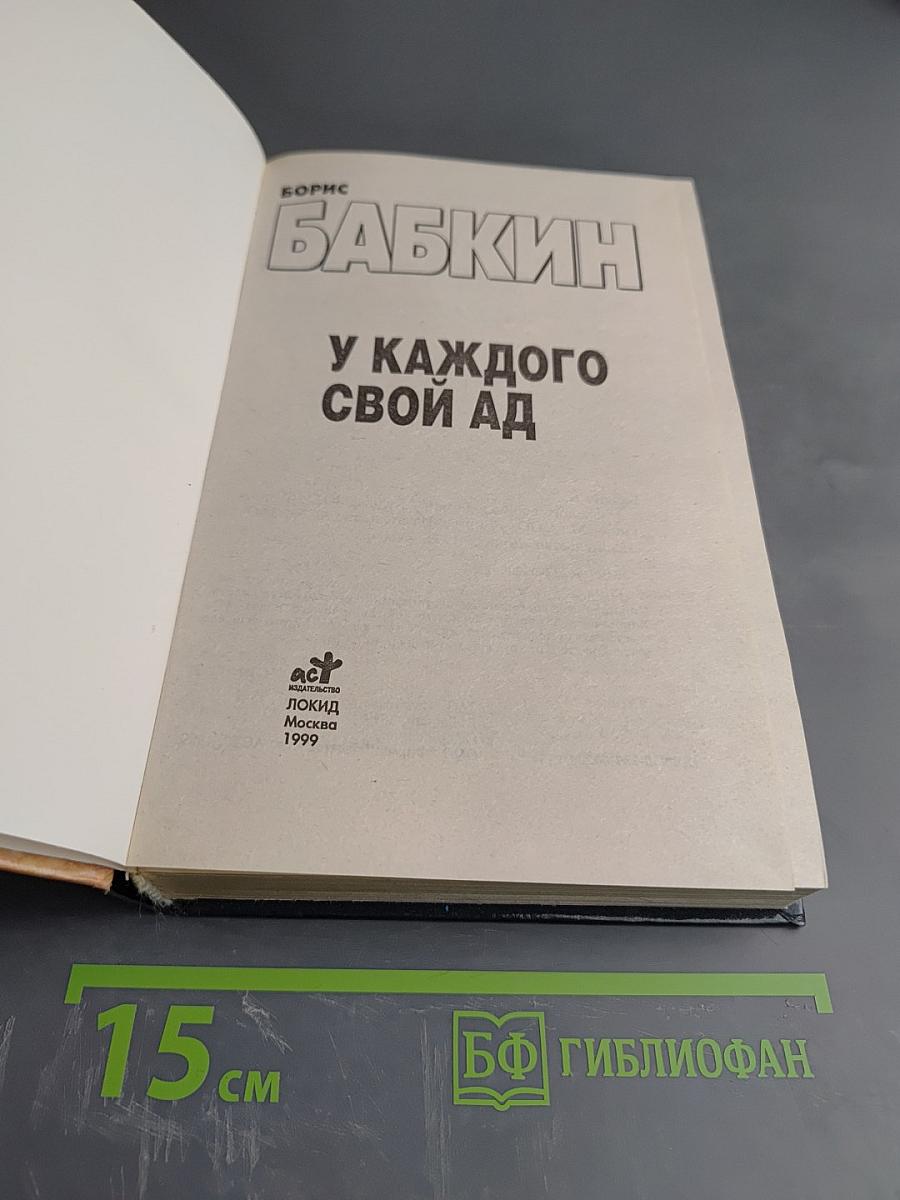 БОРИС
БАБКИН
У КАЖДОГО
СВОЙ АД
аст
ИЗДАТЕЛЬСТВО
ЛОКИД
Москва
1999
15 см
БФ ГИБЛИОФАН